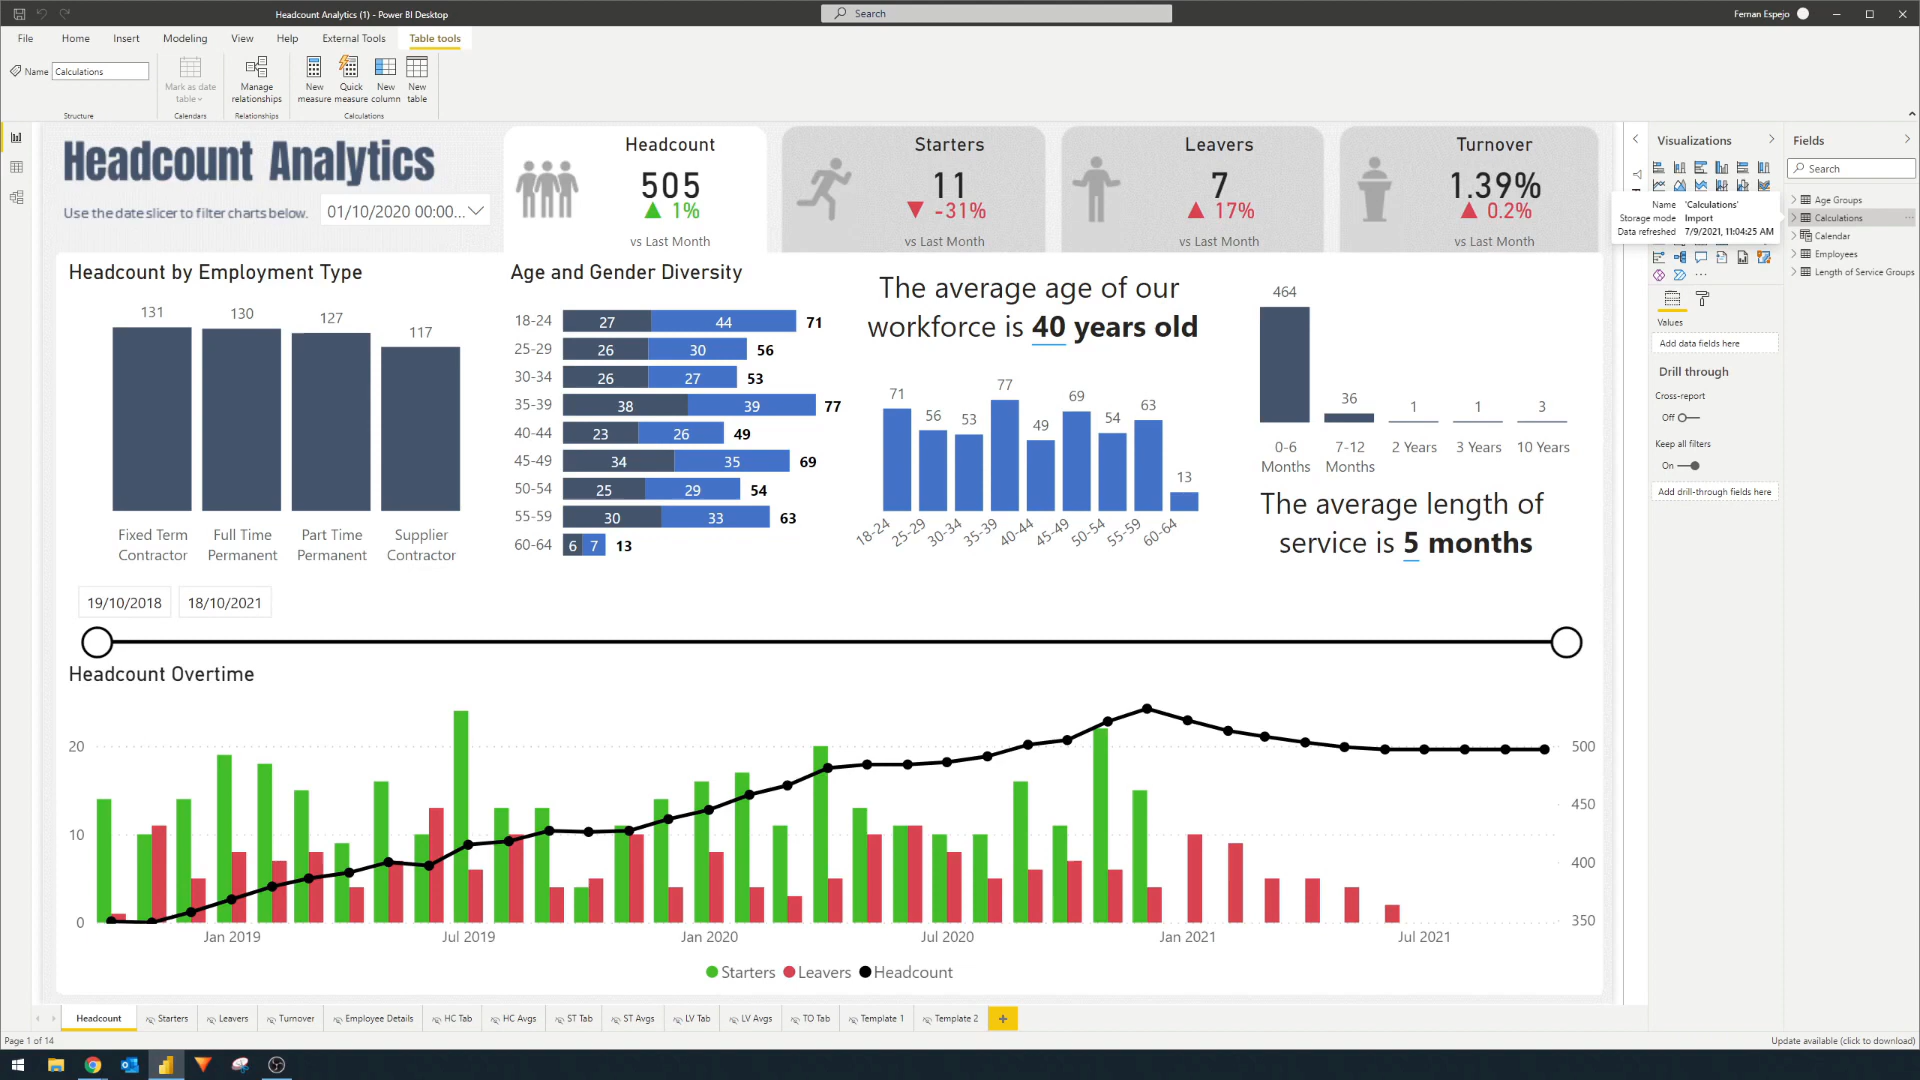 Headcount Analytics (1) - Power BI Desktop
Search
Fernan Espejo
File Home Insert Modeling View Help External Tools Table tools
Name Calculations
Mark as date table
Manage relationships
New measure
Quick measure
New column
New table
Structure Calendars Relationships Calculations
Headcount Analytics
Use the date slicer to filter charts below.
01/10/2020 00:00...
Headcount
505
1%
vs Last Month
Starters
11
-31%
vs Last Month
Leavers
7
17%
vs Last Month
Turnover
1.39%
0.2%
vs Last Month
Headcount by Employment Type
131 130 127 117
Fixed Term Contractor
Full Time Permanent
Part Time Permanent
Supplier Contractor
Age and Gender Diversity
18-24 27 44 71
25-29 26 30 56
30-34 26 27 53
35-39 38 39 77
40-44 23 26 49
45-49 34 35 69
50-54 25 29 54
55-59 30 33 63
60-64 6 7 13
The average age of our
workforce is 40 years old
71 56 53 77 49 69 54 63 13
18-24 25-29 30-34 35-39 40-44 45-49 50-54 55-59 60-64
464 36 1 1 3
0-6 Months
7-12 Months
2 Years
3 Years
10 Years
The average length of
service is 5 months
19/10/2018 18/10/2021
Headcount Overtime
20
10
0
500
450
400
350
Jan 2019 Jul 2019 Jan 2020 Jul 2020 Jan 2021 Jul 2021
Starters Leavers Headcount
Visualizations
Name 'Calculations'
Storage mode Import
Data refreshed 7/9/2021, 11:04:25 AM
Values
Add data fields here
Drill through
Cross-report
Off
Keep all filters
On
Add drill-through fields here
Fields
Search
Age Groups
Calculations
Calendar
Employees
Length of Service Groups
Headcount Starters Leavers Turnover Employee Details HC Tab HC Avgs ST Tab ST Avgs LV Tab LV Avgs TO Tab Template 1 Template 2 +
Page 1 of 14
Update available (click to download)